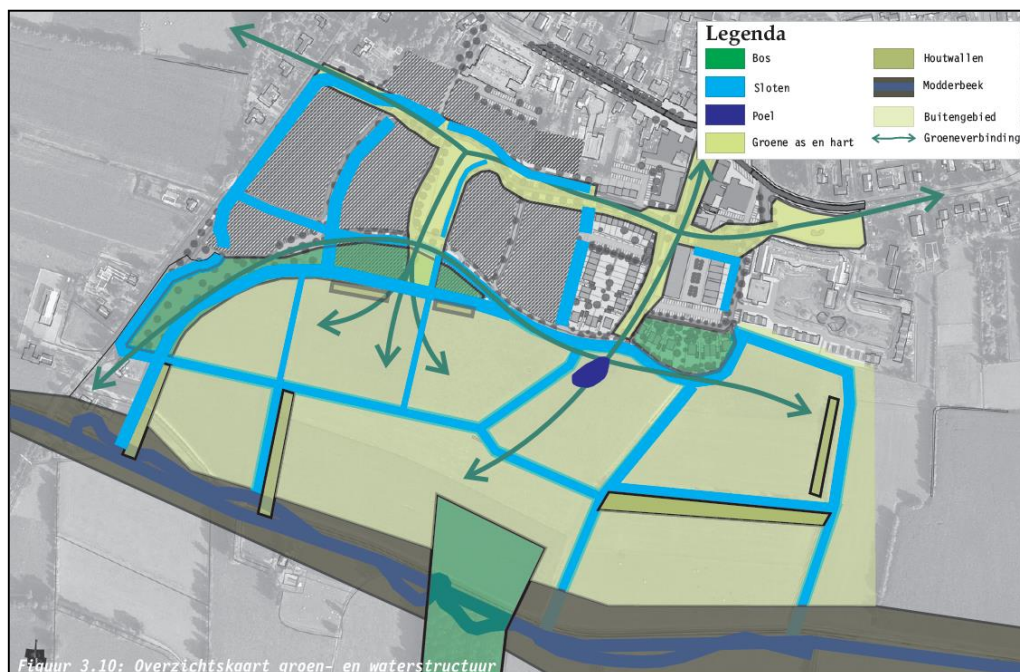 Legenda
Bos
Sloten
Poel
Groene as en hart
Houtwallen
Modderbeek
Buitengebied
Groeneverbinding
Figuur 3.10: Overzichtskaart groen- en waterstructuur